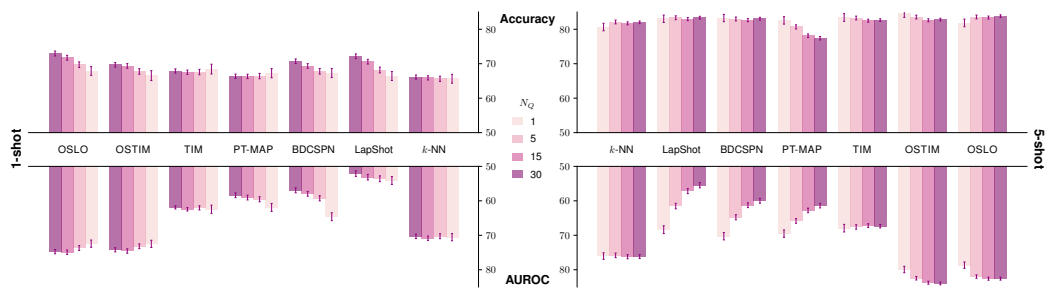 Accuracy
80
70
60
50
80
70
60
50
N_Q
1
5
15
30
1-shot
5-shot
OSLO OSTIM TIM PT-MAP BDCSPN LapShot k-NN
k-NN LapShot BDCSPN PT-MAP TIM OSTIM OSLO
50
60
70
80
50
60
70
80
AUROC